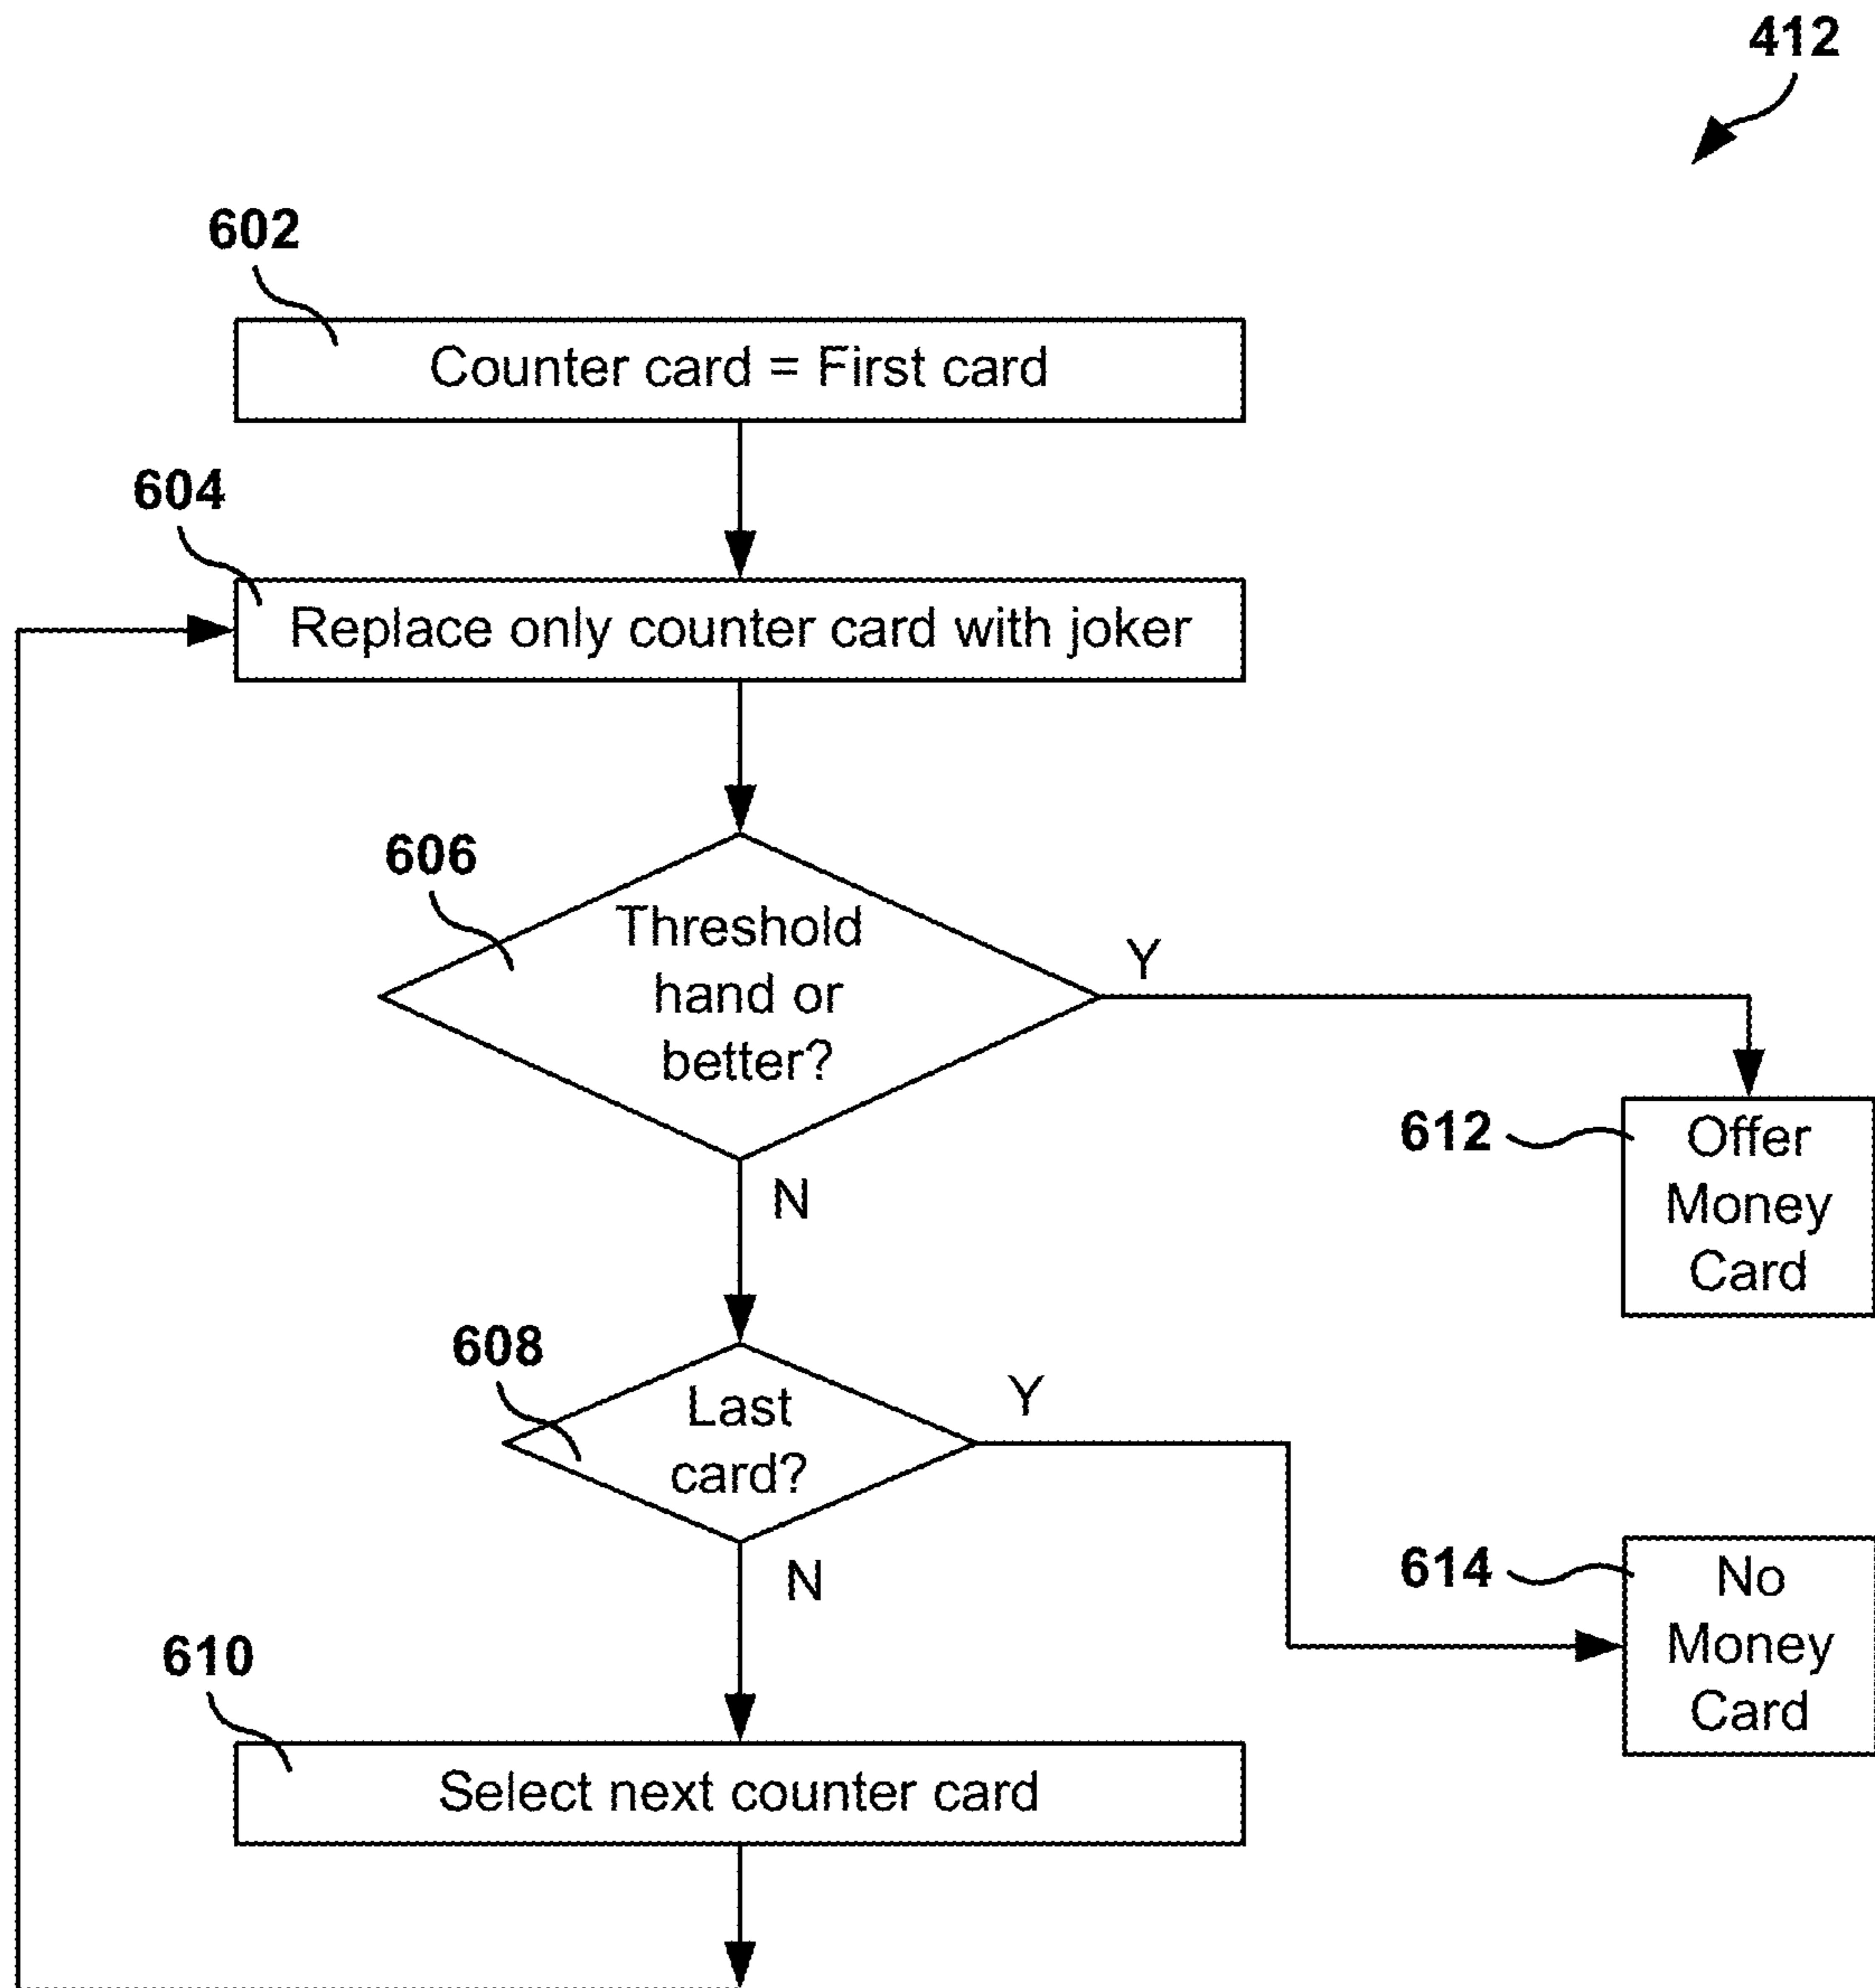 412
602
Counter card = First card
604
Replace only counter card with joker
606
Threshold
hand or
better?
Y
612
Offer
Money
Card
N
608
Last
card?
Y
614
No
Money
Card
N
610
Select next counter card